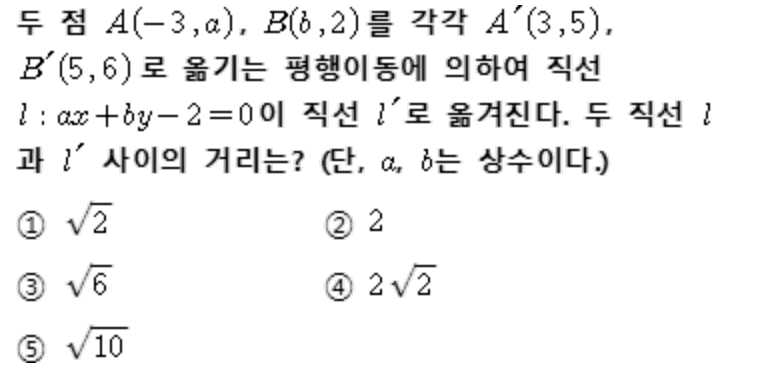 두 점 A(-3,a), B(b,2)를 각각 A´(3,5),
B´(5,6)로 옮기는 평행이동에 의하여 직선
l : ax+by-2=0이 직선 l´로 옮겨진다. 두 직선 l
과 l´ 사이의 거리는? (단, a, b는 상수이다.)
① √2 ② 2
③ √6 ④ 2√2
⑤ √10